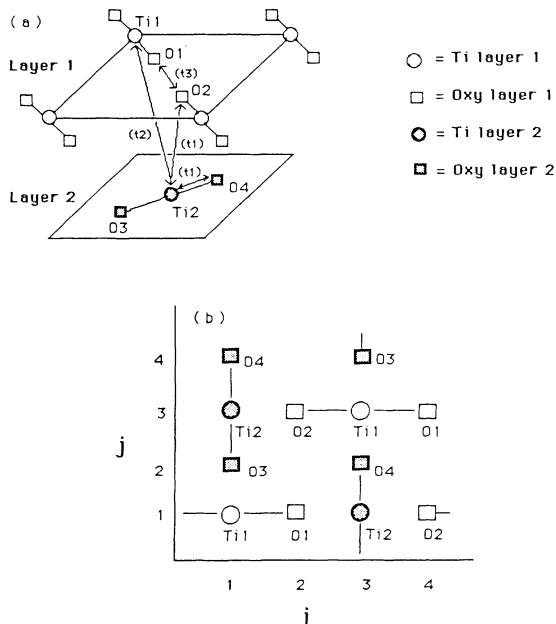 (a)
Ti1
O1
(t3)
Layer 1
O2
(t2)
(t1)
(t1)
O4
Layer 2
Ti2
O3
= Ti layer 1
= Oxy layer 1
= Ti layer 2
= Oxy layer 2
(b)
4
O4
O3
3
Ti2
O2
Ti1
O1
j
2
O3
O4
1
Ti1
O1
Ti2
O2
1 2 3 4
i